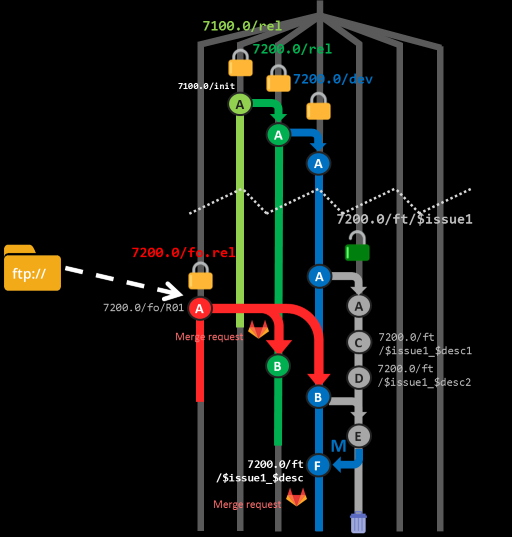 7100.0/rel
7200.0/rel
7200.0/dev
7100.0/init
A
A
A
7200.0/ft/$issue1
7200.0/fo.rel
ftp://
A
A
7200.0/fo/R01
A
Merge request
C
7200.0/ft
/$issue1_$desc1
B
D
7200.0/ft
/$issue1_$desc2
B
E
M
7200.0/ft
/$issue1_$desc
F
Merge request